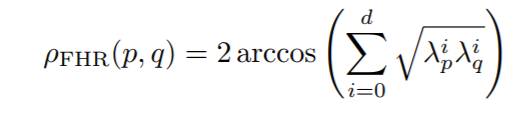 ρ_FHR(p, q) = 2 arccos ( ∑_{i=0}^{d} √(λ_p^i λ_q^i) )